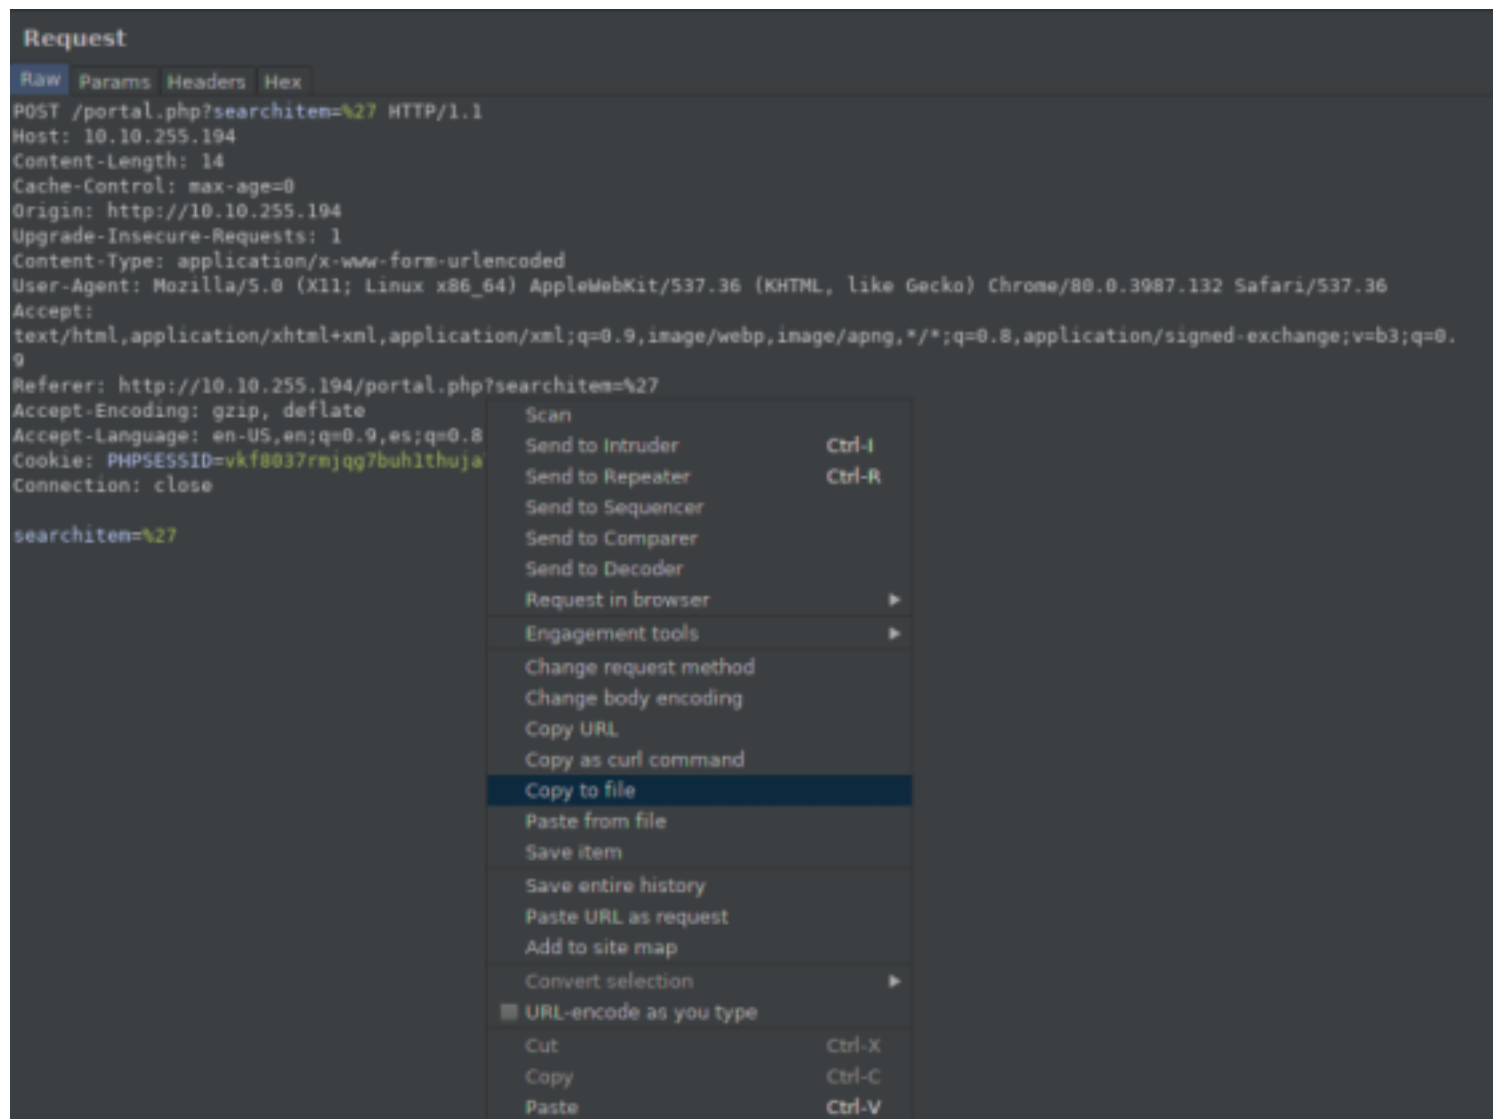 Request
Raw Params Headers Hex
POST /portal.php?searchitem=%27 HTTP/1.1
Host: 10.10.255.194
Content-Length: 14
Cache-Control: max-age=0
Origin: http://10.10.255.194
Upgrade-Insecure-Requests: 1
Content-Type: application/x-www-form-urlencoded
User-Agent: Mozilla/5.0 (X11; Linux x86_64) AppleWebKit/537.36 (KHTML, like Gecko) Chrome/80.0.3987.132 Safari/537.36
Accept:
text/html,application/xhtml+xml,application/xml;q=0.9,image/webp,image/apng,*/*;q=0.8,application/signed-exchange;v=b3;q=0.
9
Referer: http://10.10.255.194/portal.php?searchitem=%27
Accept-Encoding: gzip, deflate
Accept-Language: en-US,en;q=0.9,es;q=0.8
Cookie: PHPSESSID=vkf8037rmjqg7buh1thuja
Connection: close
searchitem=%27
Scan
Send to Intruder Ctrl-I
Send to Repeater Ctrl-R
Send to Sequencer
Send to Comparer
Send to Decoder
Request in browser
Engagement tools
Change request method
Change body encoding
Copy URL
Copy as curl command
Copy to file
Paste from file
Save item
Save entire history
Paste URL as request
Add to site map
Convert selection
URL-encode as you type
Cut Ctrl-X
Copy Ctrl-C
Paste Ctrl-V